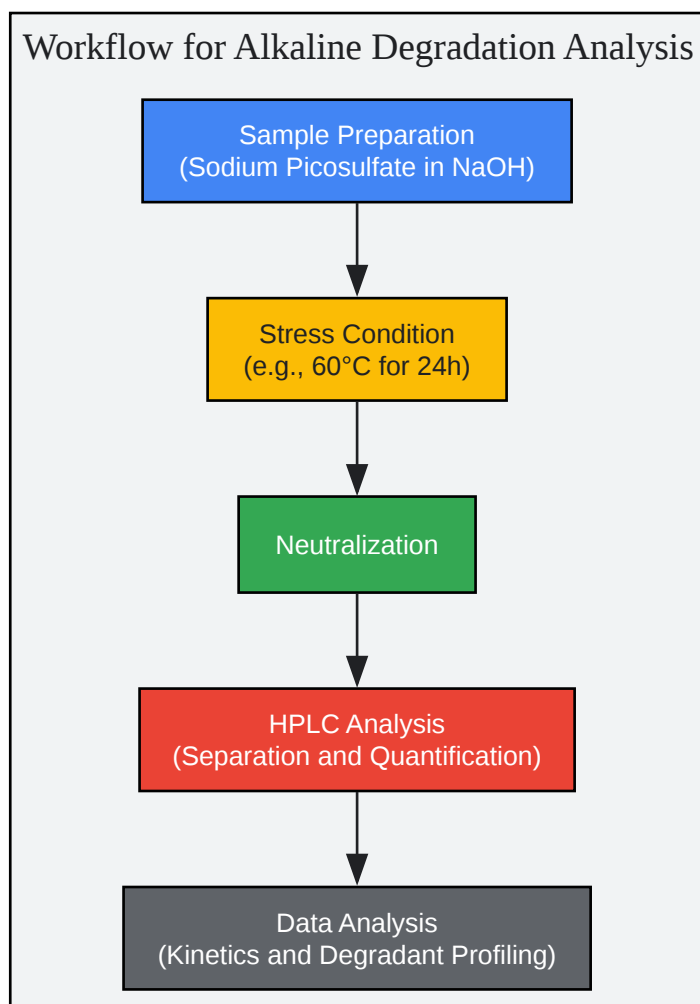 Workflow for Alkaline Degradation Analysis
Sample Preparation
(Sodium Picosulfate in NaOH)
Stress Condition
(e.g., 60°C for 24h)
Neutralization
HPLC Analysis
(Separation and Quantification)
Data Analysis
(Kinetics and Degradant Profiling)